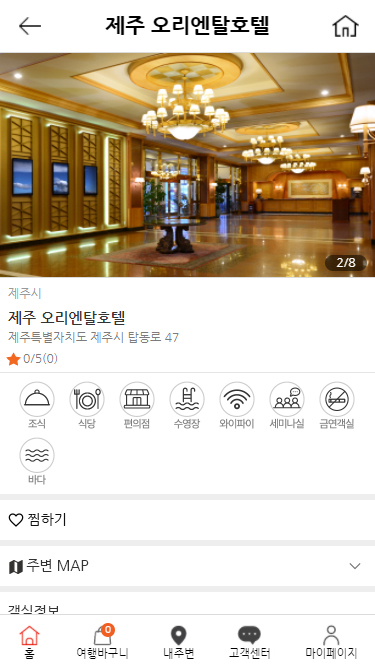 제주 오리엔탈호텔
2/8
제주시
제주 오리엔탈호텔
제주특별자치도 제주시 탑동로 47
0/5(0)
조식 식당 편의점 수영장 와이파이 세미나실 금연객실
바다
찜하기
주변 MAP
객실정보
0
홈 여행바구니 내주변 고객센터 마이페이지